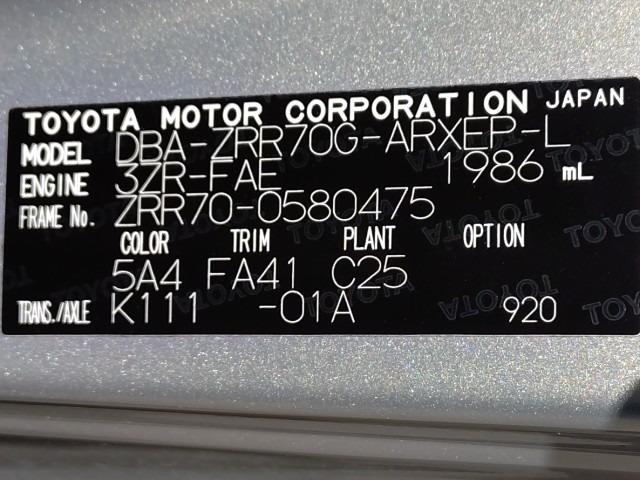 TOYOTA MOTOR CORPORATION JAPAN
MODEL DBA-ZRR70G-ARXEP-L
ENGINE 3ZR-FAE 1986 mL
FRAME No. ZRR70-0580475
COLOR TRIM PLANT OPTION
5A4 FA41 C25
TRANS./AXLE K111 -01A 920